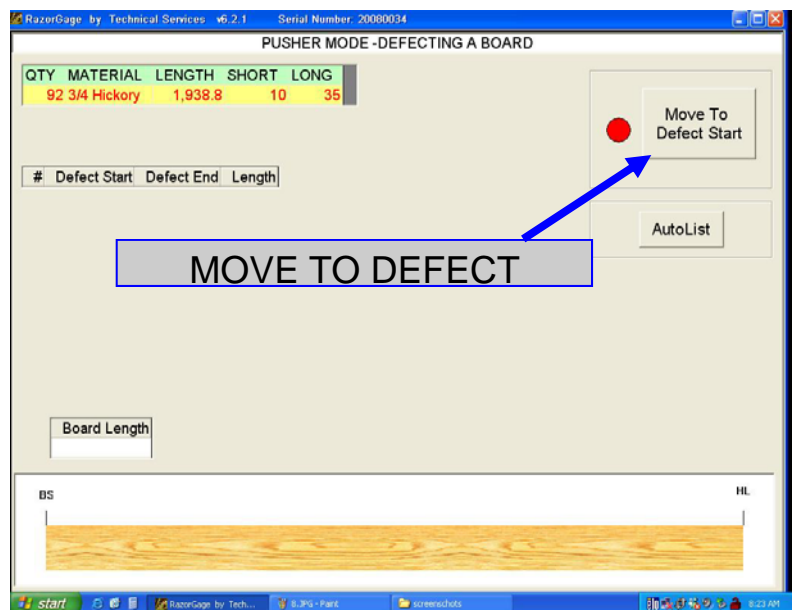 RazorGage by Technical Services v6.2.1 Serial Number: 20080034
PUSHER MODE -DEFECTING A BOARD
QTY MATERIAL LENGTH SHORT LONG
92 3/4 Hickory 1,938.8 10 35
Move To
Defect Start
# Defect Start Defect End Length
AutoList
MOVE TO DEFECT
Board Length
BS HL
start RazorGage by Tech... 8.JPG - Paint screenschots 8:23 AM